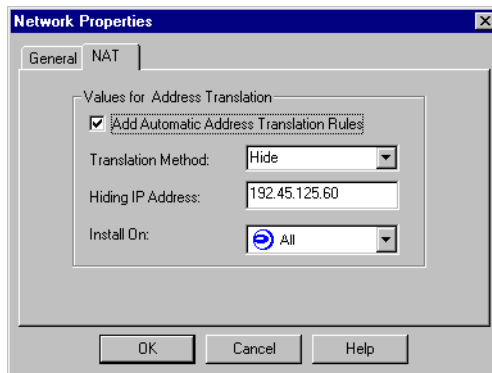 Network Properties
General NAT
Values for Address Translation
Add Automatic Address Translation Rules
Translation Method: Hide
Hiding IP Address: 192.45.125.60
Install On: All
OK Cancel Help